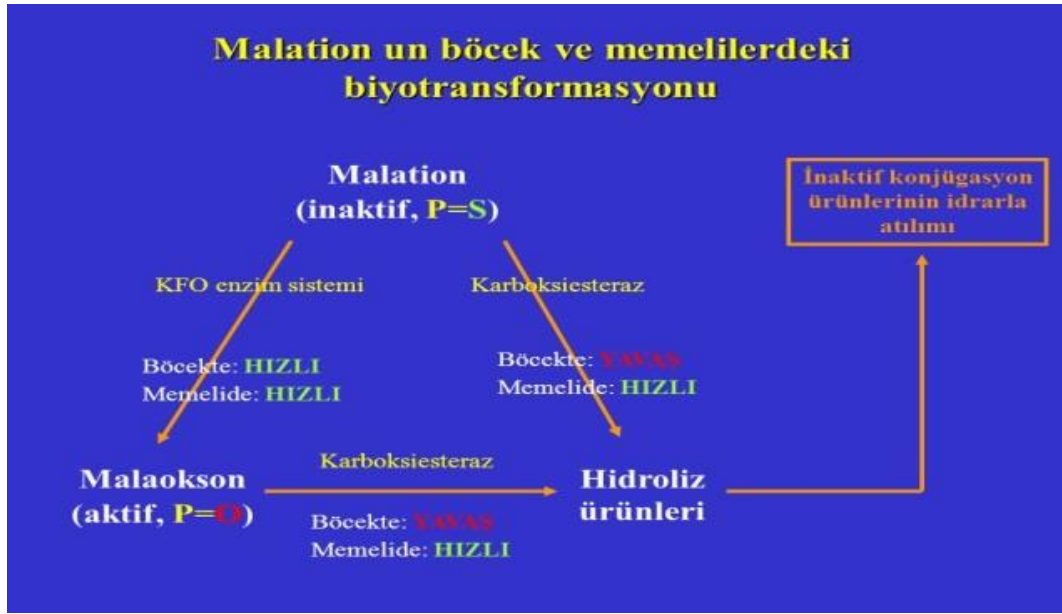 Malation un böcek ve memelilerdeki
biyotransformasyonu
Malation
(inaktif, P=S)
İnaktif konjügasyon
ürünlerinin idrarla
atılımı
KFO enzim sistemi
Karboksiesteraz
Böcekte: HIZLI
Memelide: HIZLI
Böcekte: YAVAŞ
Memelide: HIZLI
Malaokson
(aktif, P=O)
Karboksiesteraz
Böcekte: YAVAŞ
Memelide: HIZLI
Hidroliz
ürünleri